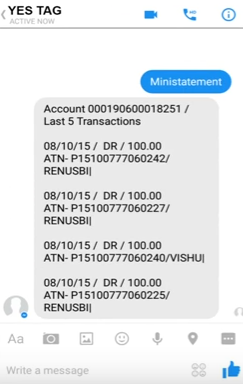 YES TAG
ACTIVE NOW
Ministatement
Account 000190600018251 /
Last 5 Transactions
08/10/15 / DR / 100.00
ATN- P15100777060242/
RENUSBI|
08/10/15 / DR / 100.00
ATN- P15100777060227/
RENUSBI|
08/10/15 / DR / 100.00
ATN- P15100777060240/VISHU|
08/10/15 / DR / 100.00
ATN- P15100777060225/
RENUSBI|
Aa
Write a message